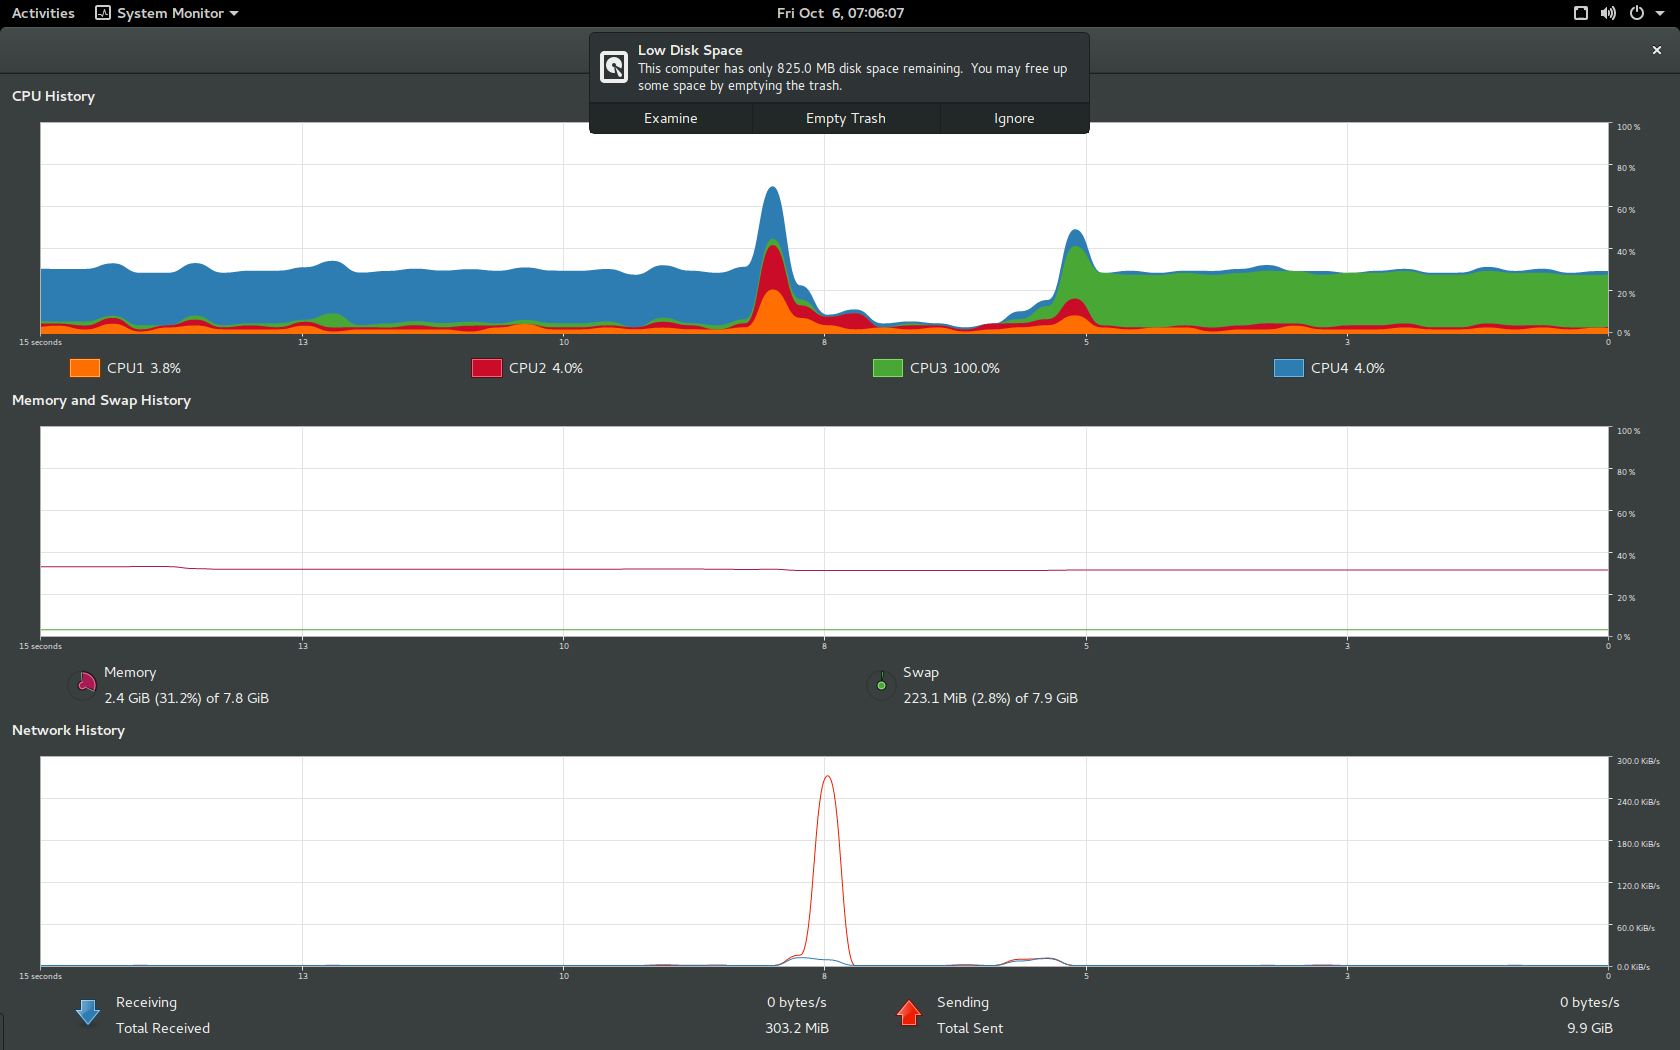 Activities
System Monitor
Fri Oct 6, 07:06:07
Low Disk Space
This computer has only 825.0 MB disk space remaining. You may free up
some space by emptying the trash.
Examine
Empty Trash
Ignore
CPU History
100 %
80 %
60 %
40 %
20 %
0 %
15 seconds
13
10
8
5
3
0
CPU1 3.8%
CPU2 4.0%
CPU3 100.0%
CPU4 4.0%
Memory and Swap History
100 %
80 %
60 %
40 %
20 %
0 %
15 seconds
13
10
8
5
3
0
Memory
2.4 GiB (31.2%) of 7.8 GiB
Swap
223.1 MiB (2.8%) of 7.9 GiB
Network History
300.0 KiB/s
240.0 KiB/s
180.0 KiB/s
120.0 KiB/s
60.0 KiB/s
0.0 KiB/s
15 seconds
13
10
8
5
3
0
Receiving
0 bytes/s
Total Received
303.2 MiB
Sending
0 bytes/s
Total Sent
9.9 GiB